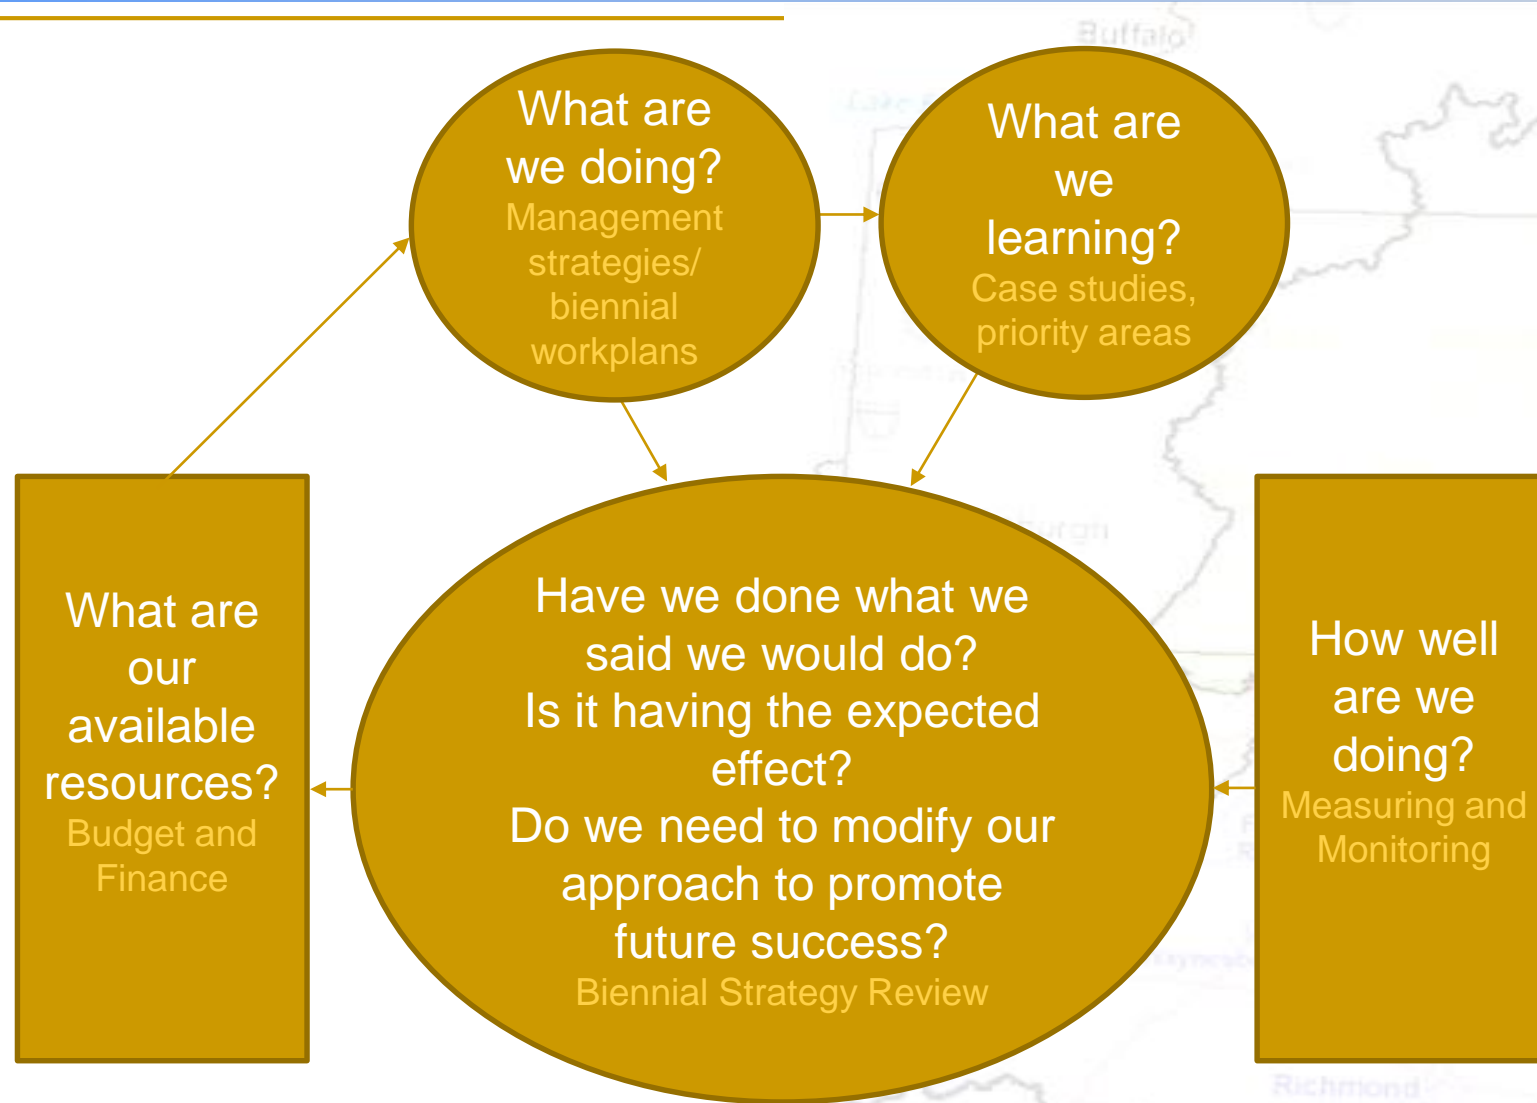 Buffalo
What are
we doing?
Management
strategies/
biennial
workplans
What are
we
learning?
Case studies,
priority areas
What are
our
available
resources?
Budget and
Finance
Have we done what we
said we would do?
Is it having the expected
effect?
Do we need to modify our
approach to promote
future success?
Biennial Strategy Review
How well
are we
doing?
Measuring and
Monitoring
Richmond